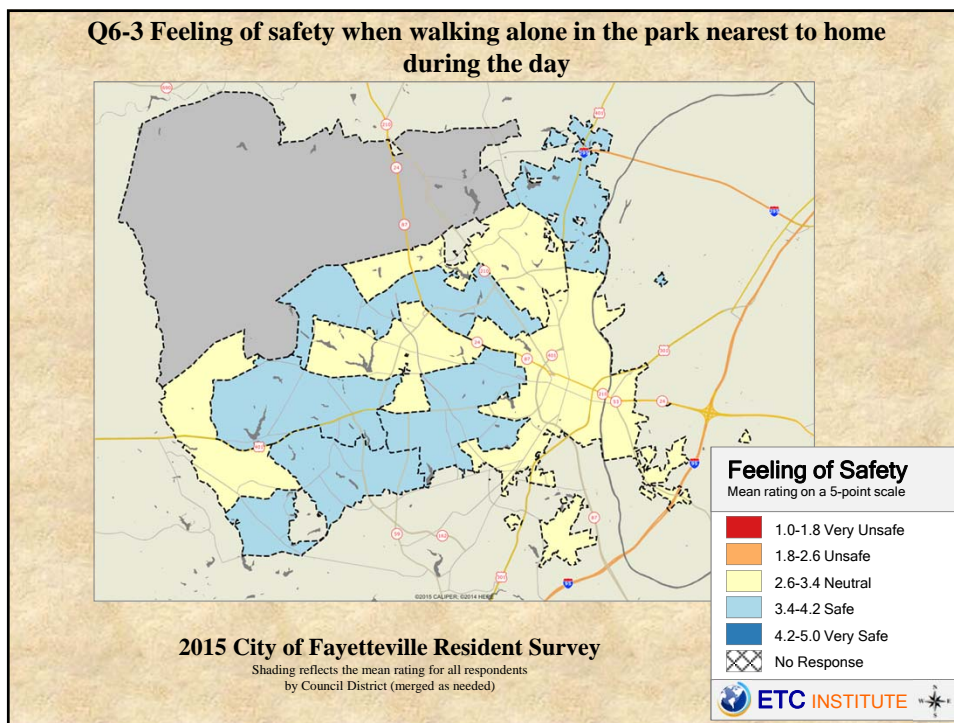 Q6-3 Feeling of safety when walking alone in the park nearest to home
during the day
©2015 CALIPER; ©2014 HERE
Feeling of Safety
Mean rating on a 5-point scale
1.0-1.8 Very Unsafe
1.8-2.6 Unsafe
2.6-3.4 Neutral
3.4-4.2 Safe
4.2-5.0 Very Safe
No Response
2015 City of Fayetteville Resident Survey
Shading reflects the mean rating for all respondents
by Council District (merged as needed)
ETC INSTITUTE